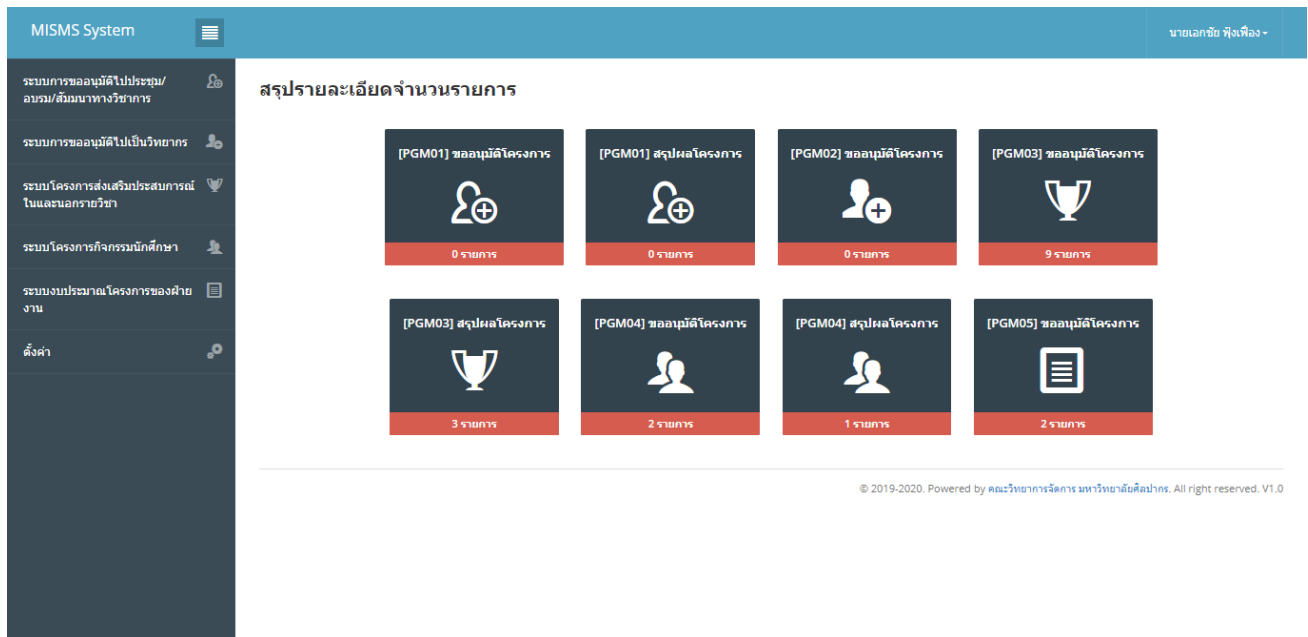 MISMS System
นายเอกชัย ฟุ้งเฟื่อง
ระบบการขออนุมัติไปประชุม/
อบรม/สัมมนาทางวิชาการ
ระบบการขออนุมัติไปเป็นวิทยากร
ระบบโครงการส่งเสริมประสบการณ์
ในและนอกรายวิชา
ระบบโครงการกิจกรรมนักศึกษา
ระบบงบประมาณโครงการของฝ่าย
งาน
ตั้งค่า
สรุปรายละเอียดจำนวนรายการ
[PGM01] ขออนุมัติโครงการ
0 รายการ
[PGM01] สรุปผลโครงการ
0 รายการ
[PGM02] ขออนุมัติโครงการ
0 รายการ
[PGM03] ขออนุมัติโครงการ
9 รายการ
[PGM03] สรุปผลโครงการ
3 รายการ
[PGM04] ขออนุมัติโครงการ
2 รายการ
[PGM04] สรุปผลโครงการ
1 รายการ
[PGM05] ขออนุมัติโครงการ
2 รายการ
© 2019-2020. Powered by คณะวิทยาการจัดการ มหาวิทยาลัยศิลปากร. All right reserved. V1.0